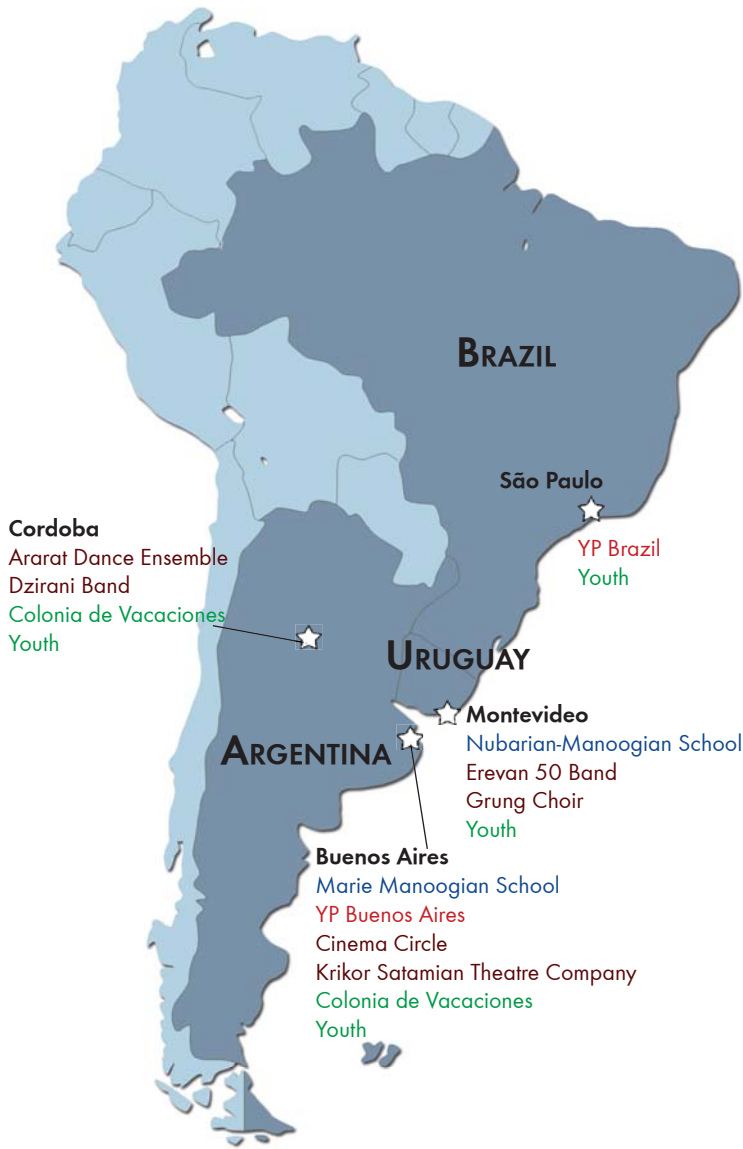 BRAZIL
São Paulo
YP Brazil
Youth
Cordoba
Ararat Dance Ensemble
Dzirani Band
Colonia de Vacaciones
Youth
URUGUAY
Montevideo
Nubarian-Manoogian School
Erevan 50 Band
Grung Choir
Youth
ARGENTINA
Buenos Aires
Marie Manoogian School
YP Buenos Aires
Cinema Circle
Krikor Satamian Theatre Company
Colonia de Vacaciones
Youth